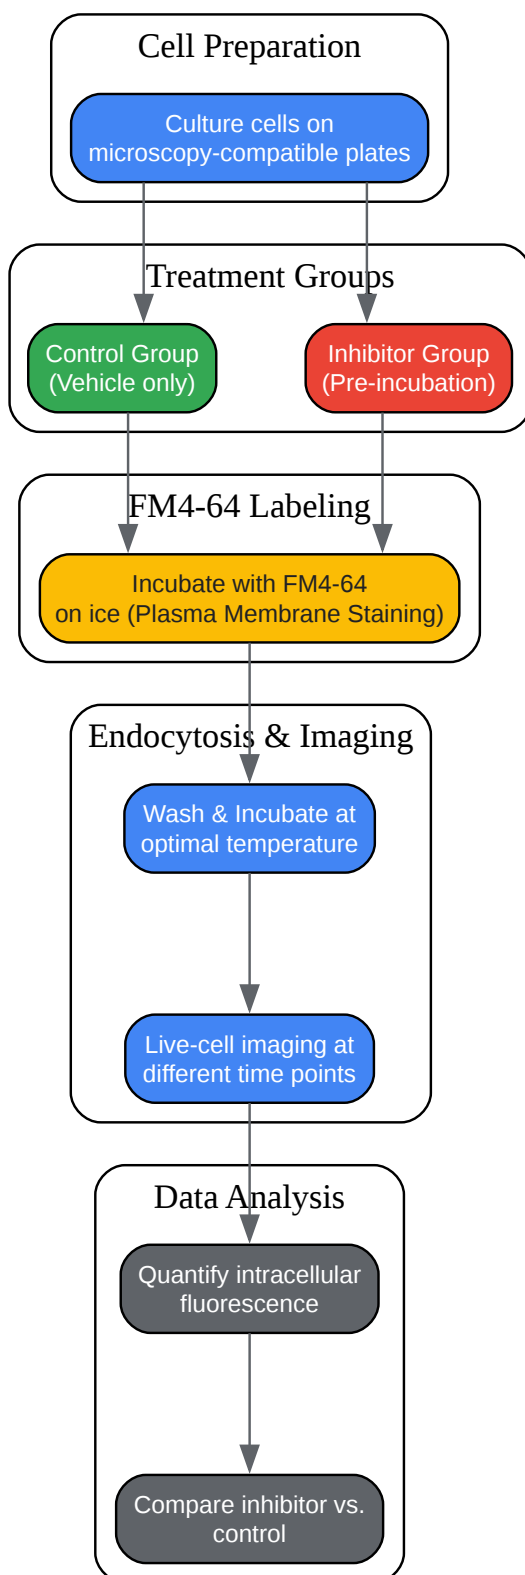 Cell Preparation
Culture cells on
microscopy-compatible plates
Treatment Groups
Control Group
(Vehicle only)
Inhibitor Group
(Pre-incubation)
FM4-64 Labeling
Incubate with FM4-64
on ice (Plasma Membrane Staining)
Endocytosis & Imaging
Wash & Incubate at
optimal temperature
Live-cell imaging at
different time points
Data Analysis
Quantify intracellular
fluorescence
Compare inhibitor vs.
control